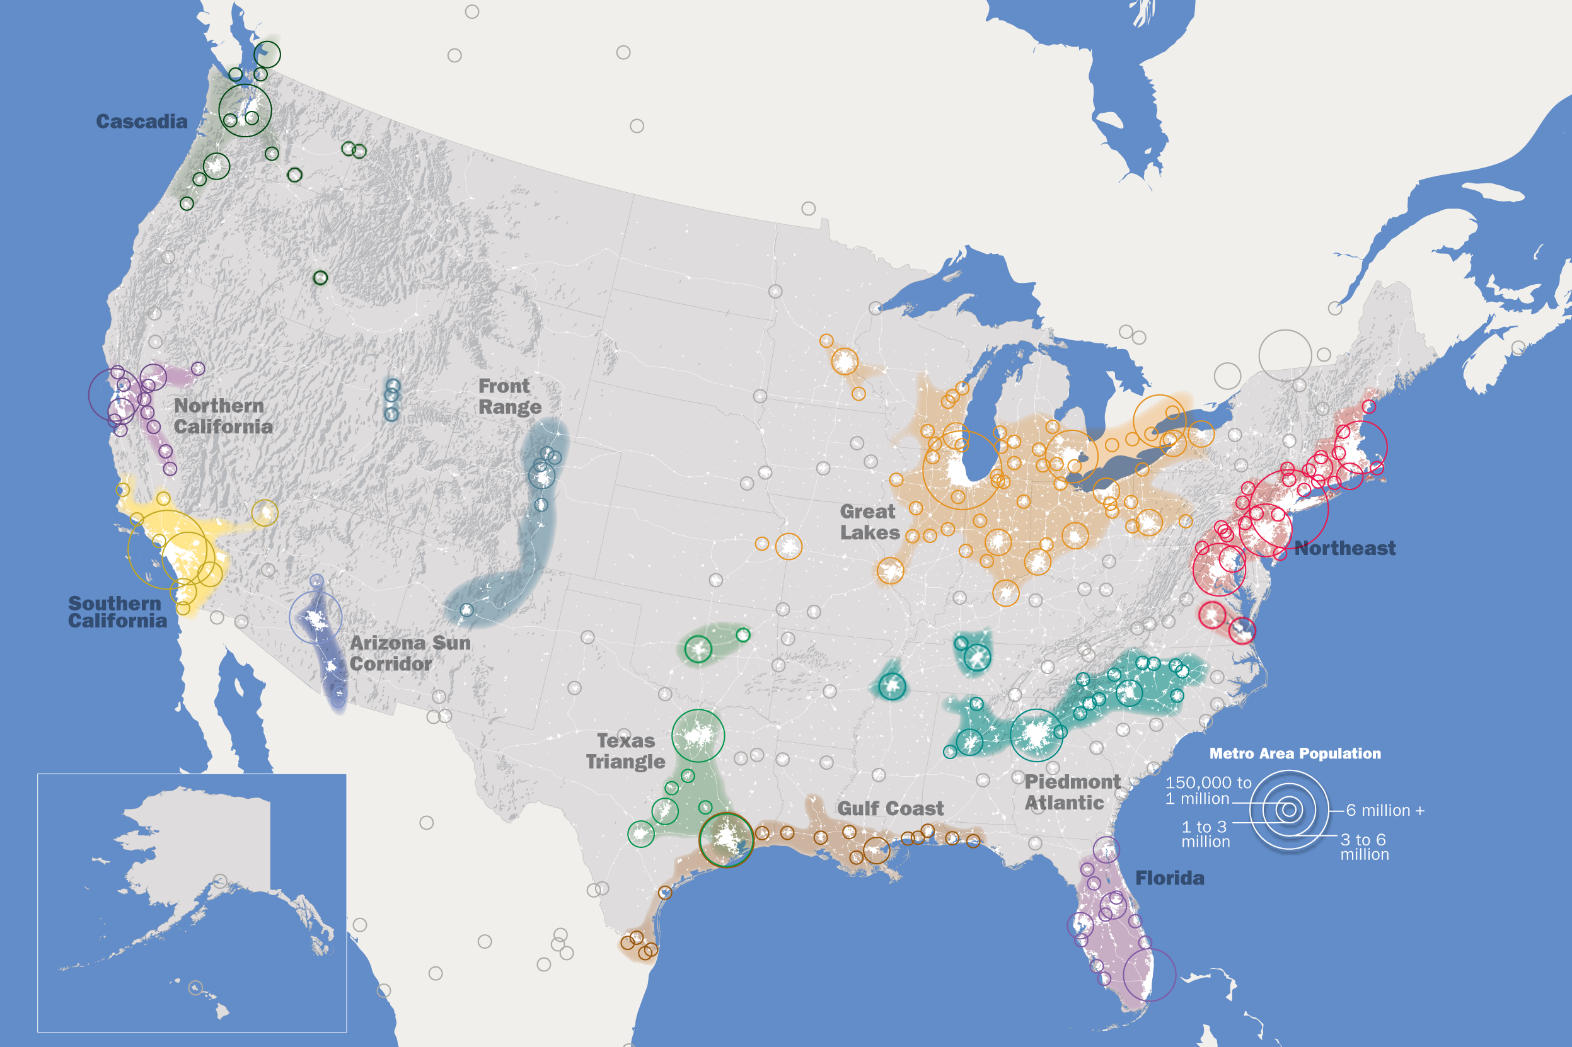 Cascadia
Front
Range
Northern
California
Great
Lakes
Northeast
Southern
California
Arizona Sun
Corridor
Texas
Triangle
Metro Area Population
150,000 to
1 million
6 million +
1 to 3
million
3 to 6
million
Piedmont
Atlantic
Gulf Coast
Florida